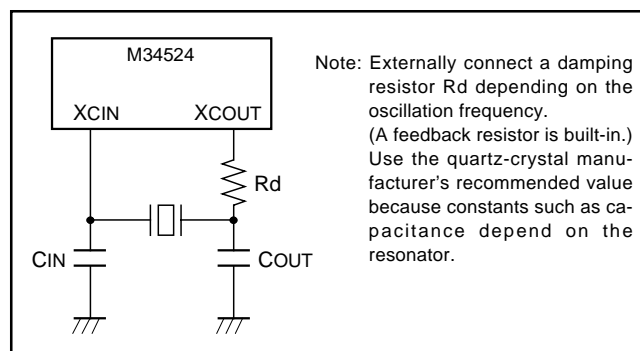 M34524
XCIN
XCOUT
Rd
CIN
COUT
Note: Externally connect a damping
resistor Rd depending on the
oscillation frequency.
(A feedback resistor is built-in.)
Use the quartz-crystal manu-
facturer's recommended value
because constants such as ca-
pacitance depend on the
resonator.